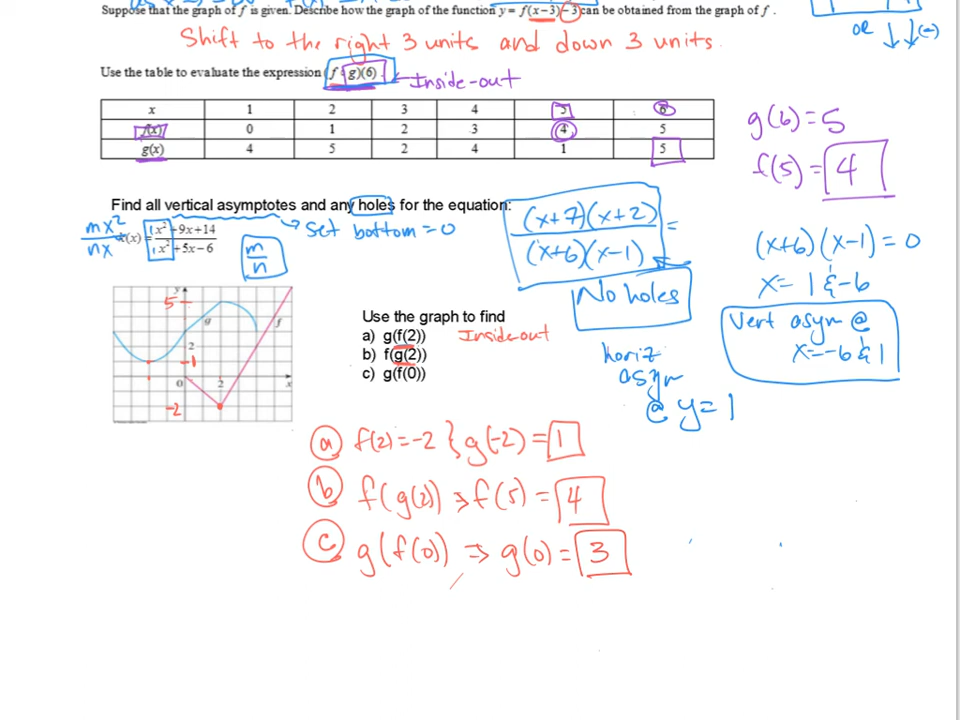 Suppose that the graph of f is given. Describe how the graph of the function y = f(x−3)−3 can be obtained from the graph of f .
OR ↓ ↓(-)
Shift to the right 3 units and down 3 units.
Use the table to evaluate the expression (f∘g)(6) ← Inside-out
x 1 2 3 4 5 6
f(x) 0 1 2 3 4 5
g(x) 4 5 2 4 1 5
g(6)=5
f(5)= 4
Find all vertical asymptotes and any holes for the equation:
set bottom = 0
mx²
nx
(x) = 1x²+9x+14
1x²+5x−6
m
n
(x+7)(x+2) =
(x+6)(x-1)
No holes
(x+6)(x-1)=0
x= 1 & -6
Vert asym @
x=-6 & 1
horiz
asym
@ y=1
y
5
g
f
2
-1
0 2 x
-2
Use the graph to find
a) g(f(2)) Inside-out
b) f(g(2))
c) g(f(0))
a f(2)=-2 } g(-2) = 1
b f(g(2)) ⇒ f(5) = 4
c g(f(0)) ⇒ g(0) = 3